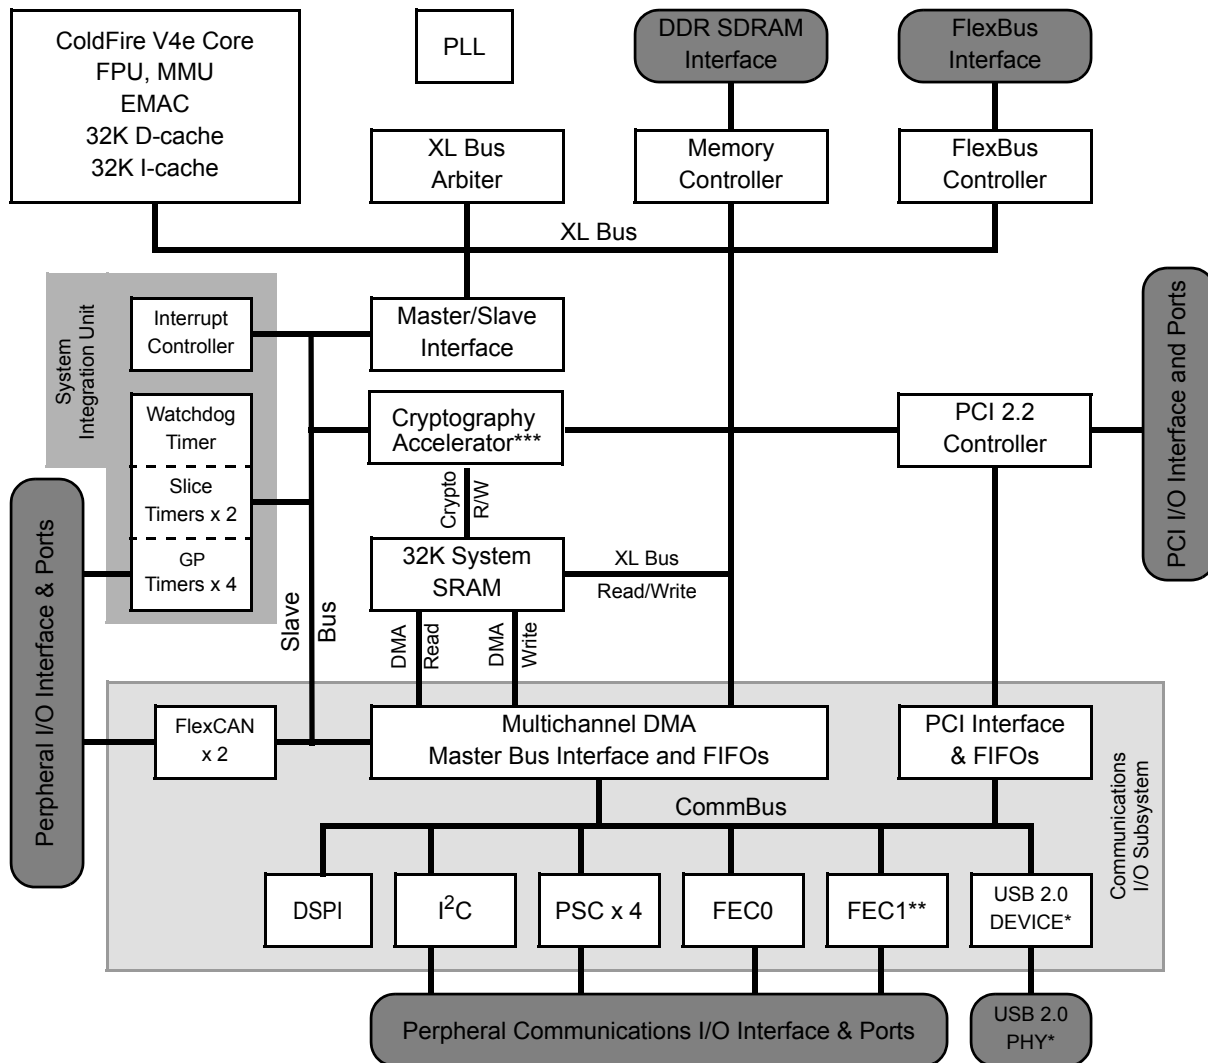 ColdFire V4e Core
FPU, MMU
EMAC
32K D-cache
32K I-cache
PLL
DDR SDRAM
Interface
FlexBus
Interface
XL Bus
Arbiter
Memory
Controller
FlexBus
Controller
XL Bus
System
Integration Unit
Interrupt
Controller
Master/Slave
Interface
PCI I/O Interface and Ports
Watchdog
Timer
Slice
Timers x 2
GP
Timers x 4
Cryptography
Accelerator***
PCI 2.2
Controller
Crypto
R/W
32K System
SRAM
XL Bus
Read/Write
Slave
Bus
DMA
Read
DMA
Write
Perpheral I/O Interface & Ports
FlexCAN
x 2
Multichannel DMA
Master Bus Interface and FIFOs
PCI Interface
& FIFOs
Communications
I/O Subsystem
CommBus
DSPI
I²C
PSC x 4
FEC0
FEC1**
USB 2.0
DEVICE*
Perpheral Communications I/O Interface & Ports
USB 2.0
PHY*